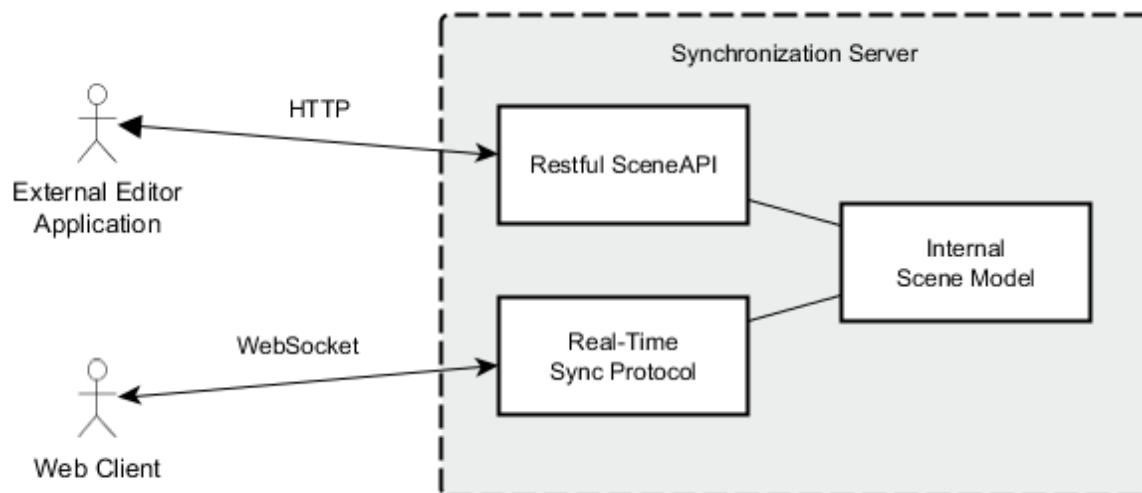 Synchronization Server
HTTP
Restful SceneAPI
External Editor
Application
Internal
Scene Model
WebSocket
Real-Time
Sync Protocol
Web Client